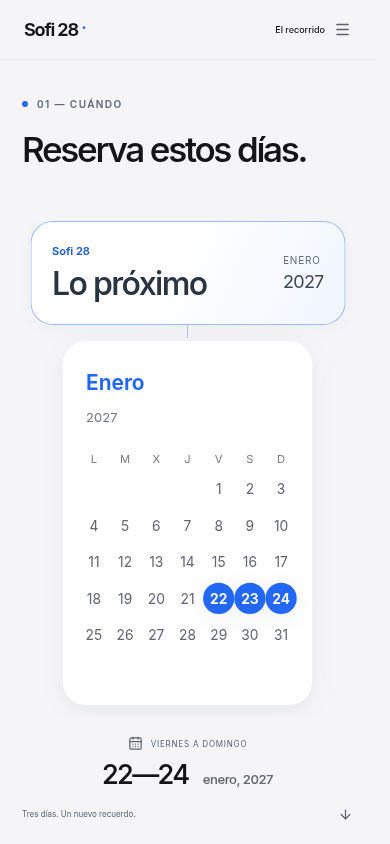 Sofi 28
El recorrido
01 — CUÁNDO
Reserva estos días.
Sofi 28
Lo próximo
ENERO
2027
Enero
2027
L M X J V S D
1 2 3
4 5 6 7 8 9 10
11 12 13 14 15 16 17
18 19 20 21 22 23 24
25 26 27 28 29 30 31
VIERNES A DOMINGO
22—24 enero, 2027
Tres días. Un nuevo recuerdo.